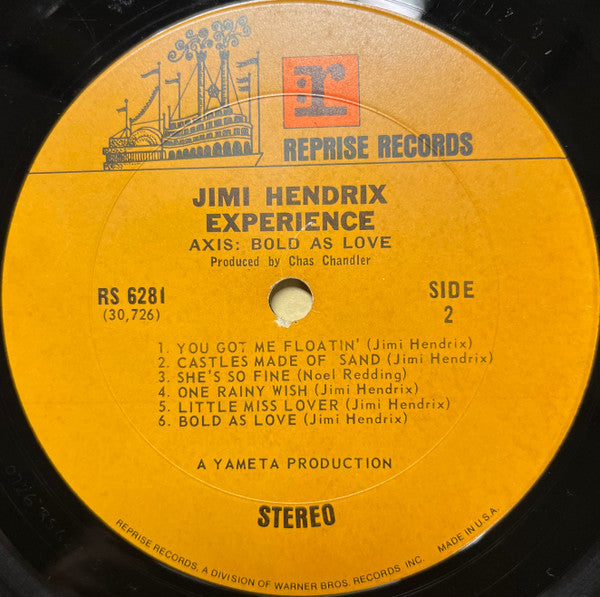 r
REPRISE RECORDS
JIMI HENDRIX
EXPERIENCE
AXIS: BOLD AS LOVE
Produced by Chas Chandler
RS 6281
(30,726)
SIDE
2
1. YOU GOT ME FLOATIN' (Jimi Hendrix)
2. CASTLES MADE OF SAND (Jimi Hendrix)
3. SHE'S SO FINE (Noel Redding)
4. ONE RAINY WISH (Jimi Hendrix)
5. LITTLE MISS LOVER (Jimi Hendrix)
6. BOLD AS LOVE (Jimi Hendrix)
A YAMETA PRODUCTION
STEREO
REPRISE RECORDS, A DIVISION OF WARNER BROS. RECORDS, INC. MADE IN U.S.A.